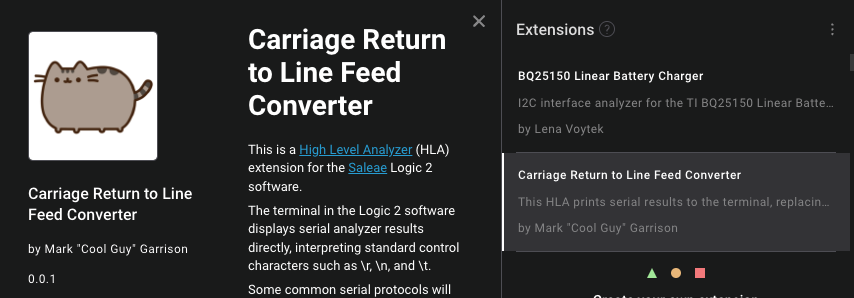 Carriage Return to Line
Feed Converter
by Mark "Cool Guy" Garrison
0.0.1
Carriage Return
to Line Feed
Converter
This is a High Level Analyzer (HLA)
extension for the Saleae Logic 2
software.
The terminal in the Logic 2 software
displays serial analyzer results
directly, interpreting standard control
characters such as \r, \n, and \t.
Some common serial protocols will
Extensions ?
BQ25150 Linear Battery Charger
I2C interface analyzer for the TI BQ25150 Linear Batte…
by Lena Voytek
Carriage Return to Line Feed Converter
This HLA prints serial results to the terminal, replacin…
by Mark "Cool Guy" Garrison
Create your own extension